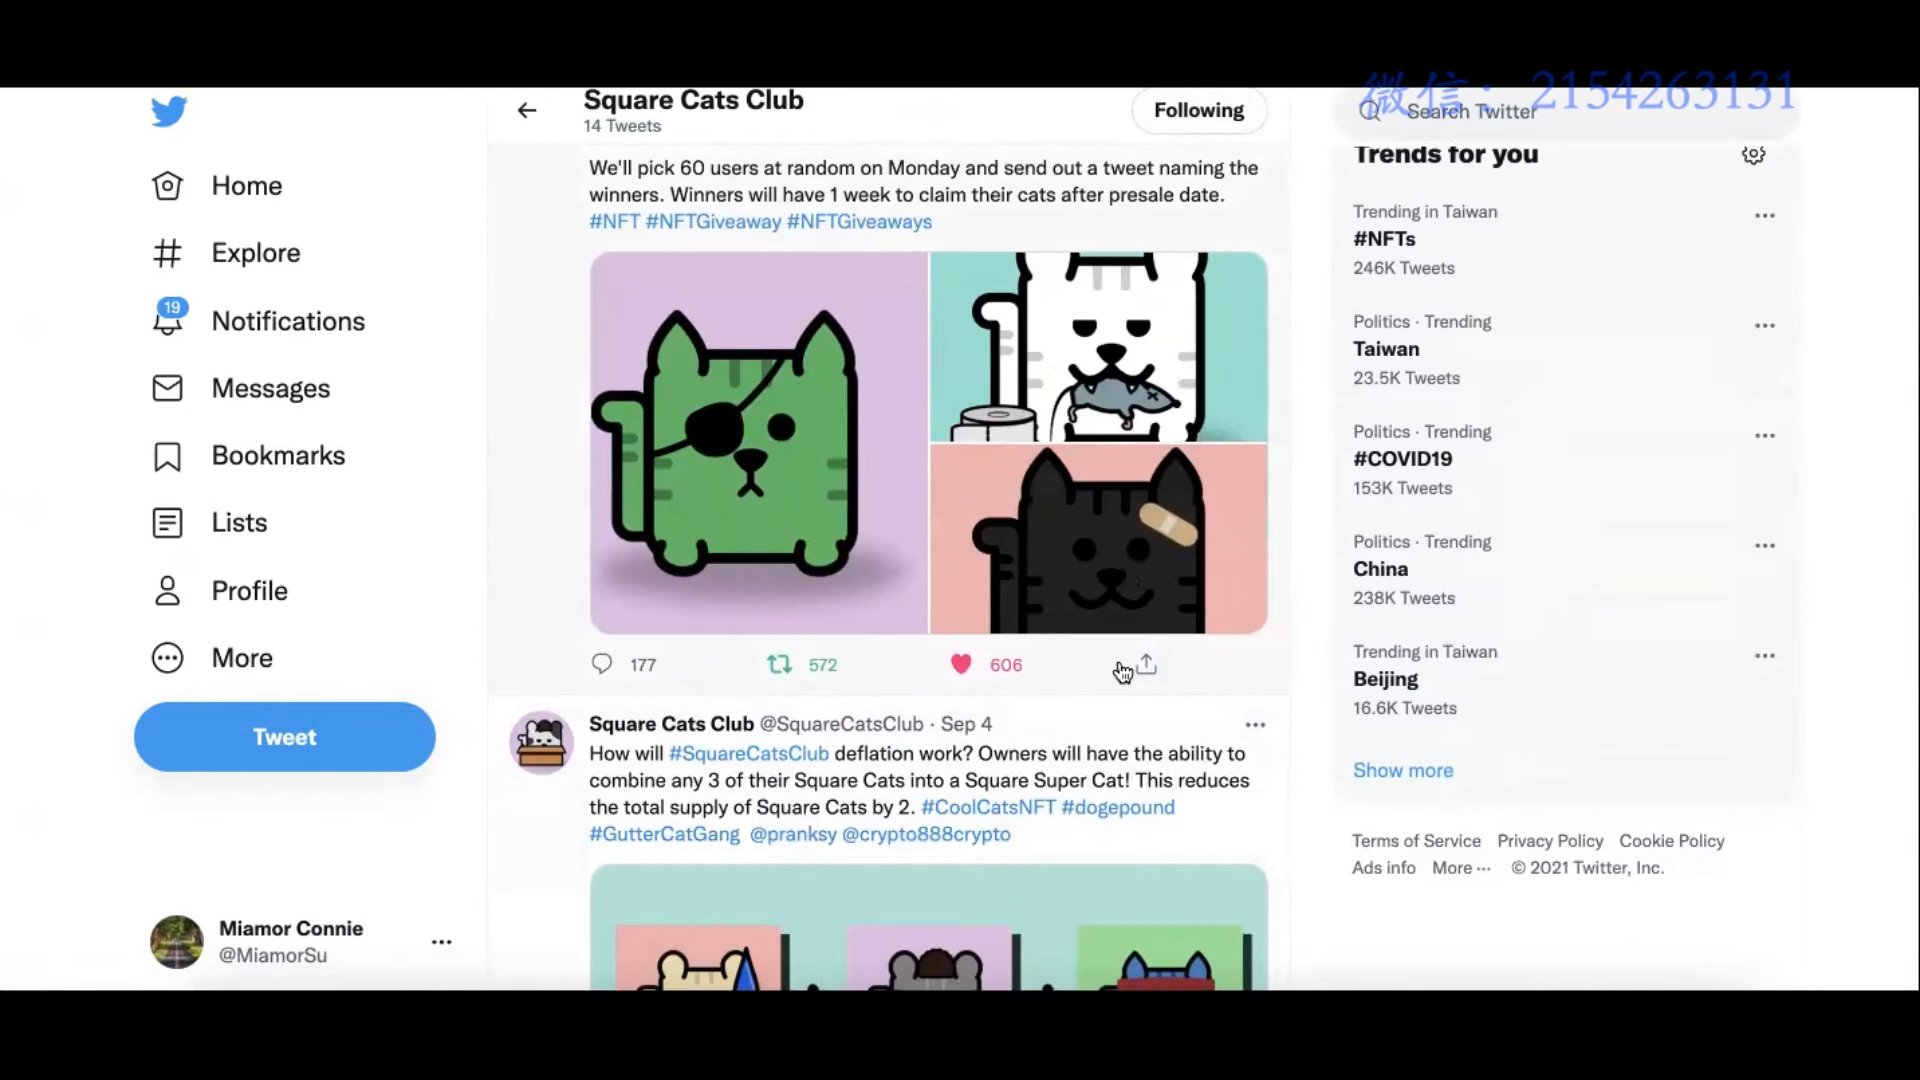 微信：2154263131
Square Cats Club
14 Tweets
Following
Search Twitter
Home
Explore
19
Notifications
Messages
Bookmarks
Lists
Profile
More
Tweet
Miamor Connie
@MiamorSu
We'll pick 60 users at random on Monday and send out a tweet naming the
winners. Winners will have 1 week to claim their cats after presale date.
#NFT #NFTGiveaway #NFTGiveaways
177
572
606
Square Cats Club @SquareCatsClub · Sep 4
How will #SquareCatsClub deflation work? Owners will have the ability to
combine any 3 of their Square Cats into a Square Super Cat! This reduces
the total supply of Square Cats by 2. #CoolCatsNFT #dogepound
#GutterCatGang @pranksy @crypto888crypto
Trends for you
Trending in Taiwan
#NFTs
246K Tweets
Politics · Trending
Taiwan
23.5K Tweets
Politics · Trending
#COVID19
153K Tweets
Politics · Trending
China
238K Tweets
Trending in Taiwan
Beijing
16.6K Tweets
Show more
Terms of Service Privacy Policy Cookie Policy
Ads info More ··· © 2021 Twitter, Inc.